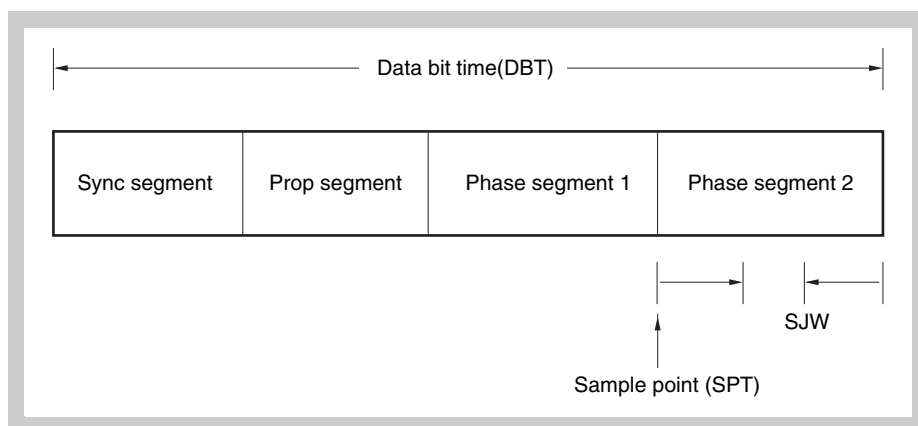 Data bit time(DBT)
Sync segment
Prop segment
Phase segment 1
Phase segment 2
SJW
Sample point (SPT)